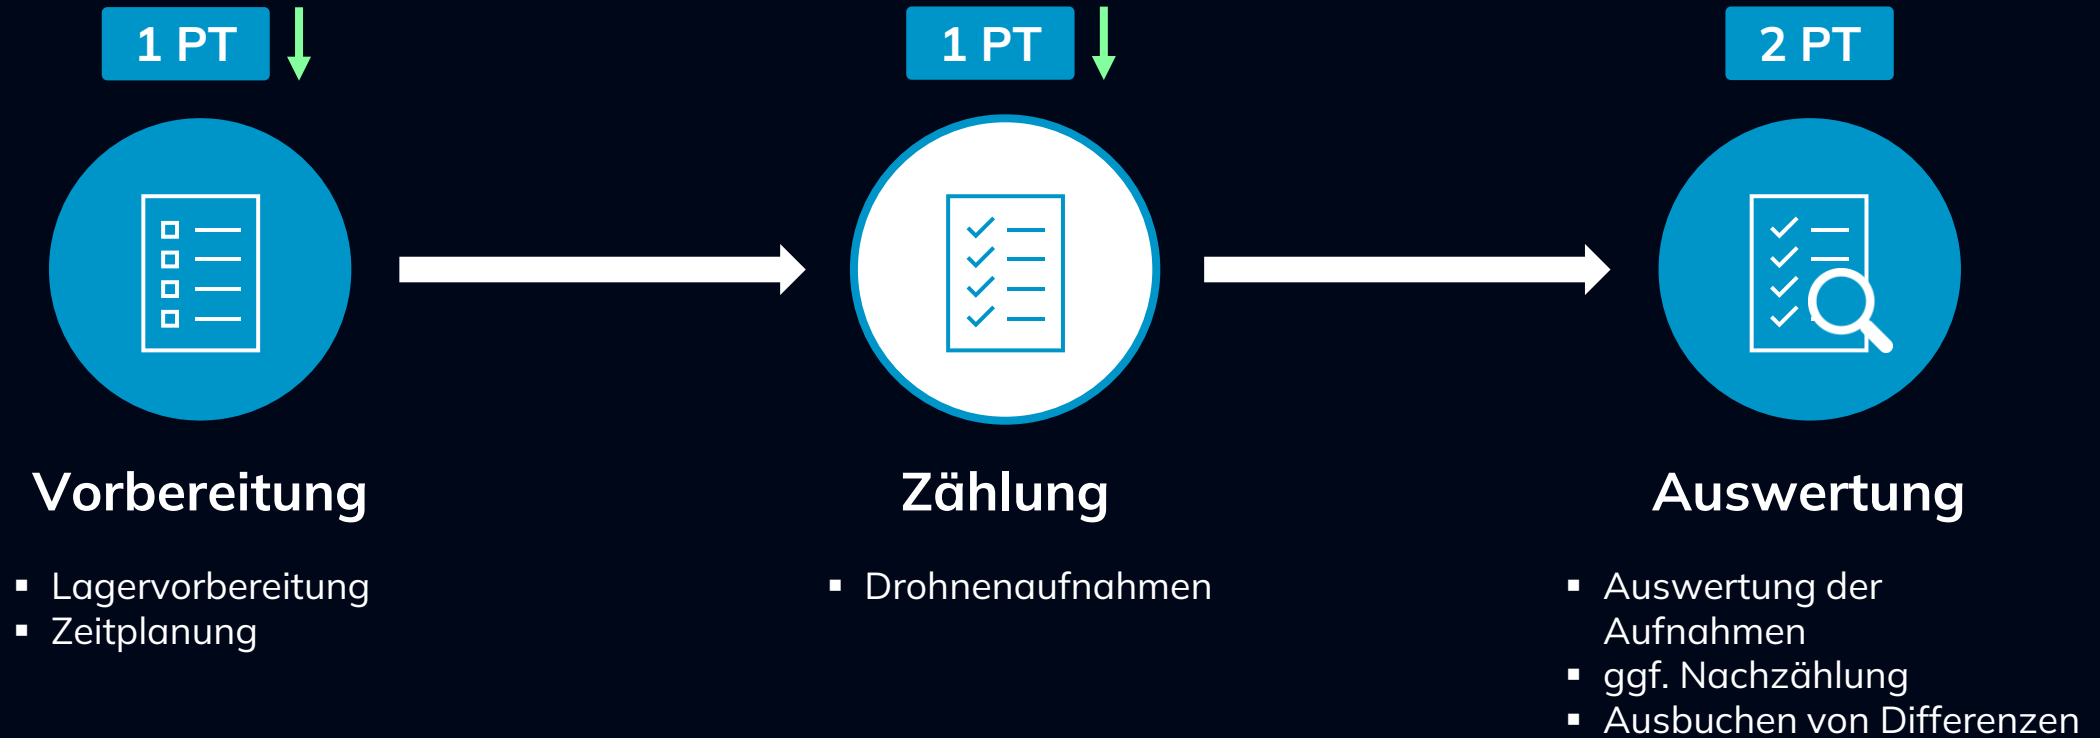 1 PT
1 PT
2 PT
Vorbereitung
Zählung
Auswertung
▪ Lagervorbereitung
▪ Zeitplanung
▪ Drohnenaufnahmen
▪ Auswertung der
Aufnahmen
▪ ggf. Nachzählung
▪ Ausbuchen von Differenzen